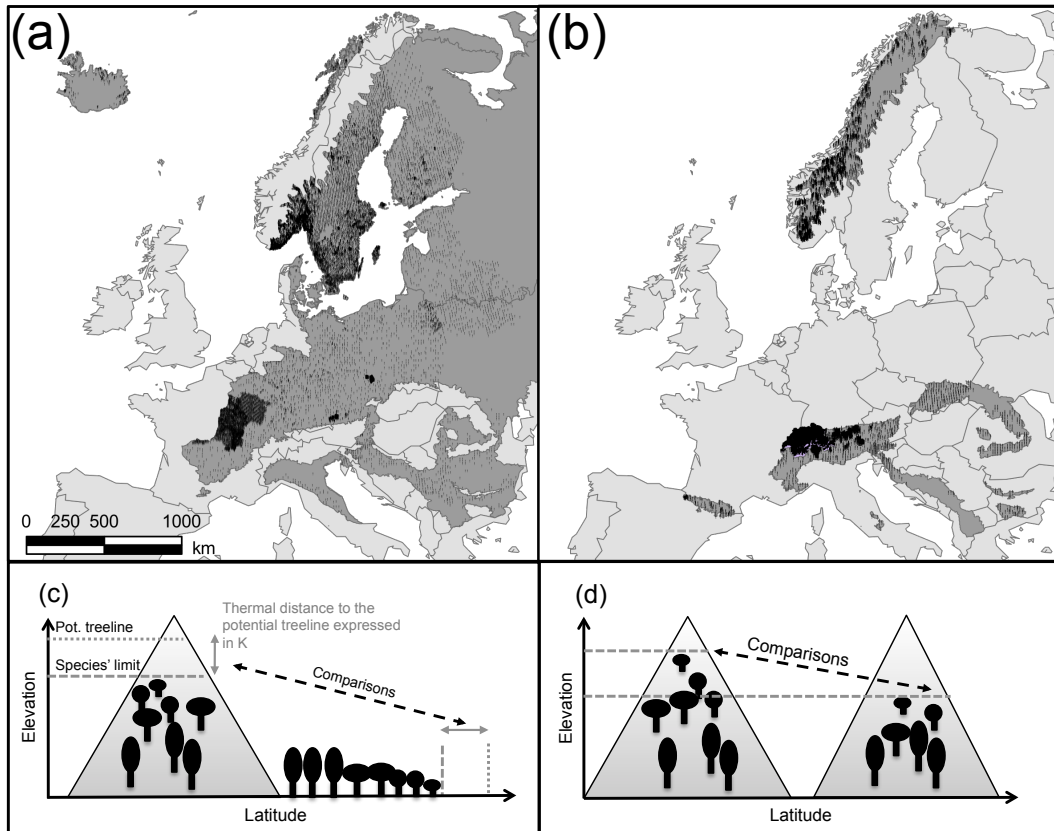 (a)
(b)
0 250 500 1000
km
(c)
Pot. treeline
Species' limit
Thermal distance to the
potential treeline expressed
in K
Comparisons
Elevation
Latitude
(d)
Comparisons
Elevation
Latitude